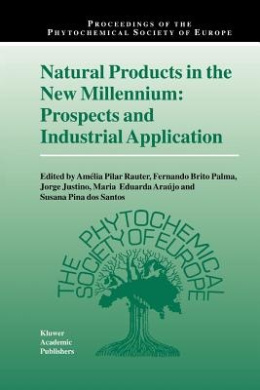 PROCEEDINGS OF THE
PHYTOCHEMICAL SOCIETY OF EUROPE
Natural Products in the
New Millennium:
Prospects and
Industrial Application
Edited by Amélia Pilar Rauter, Fernando Brito Palma,
Jorge Justino, Maria Eduarda Araújo and
Susana Pina dos Santos
THE PHYTOCHEMICAL
SOCIETY OF EUROPE
Kluwer
Academic
Publishers